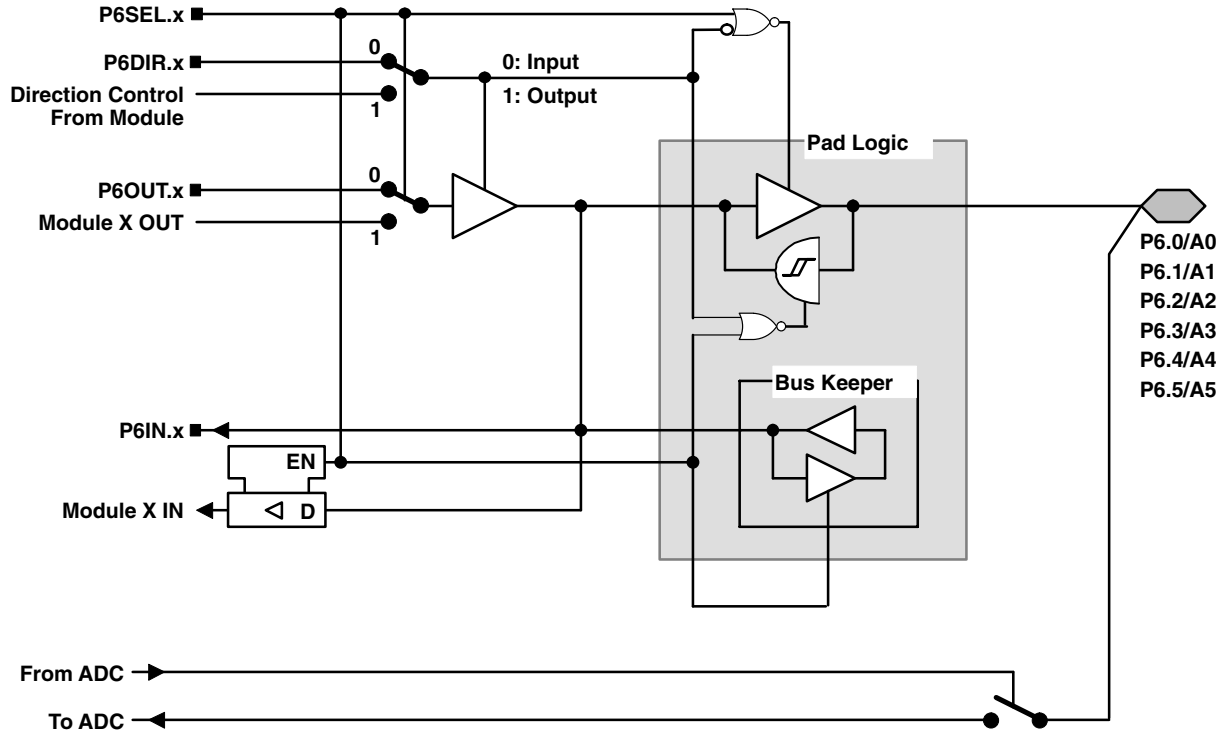 P6SEL.x
P6DIR.x
0
0: Input
Direction Control
From Module
1
1: Output
Pad Logic
P6OUT.x
0
Module X OUT
1
P6.0/A0
P6.1/A1
P6.2/A2
P6.3/A3
P6.4/A4
P6.5/A5
Bus Keeper
P6IN.x
EN
Module X IN
D
From ADC
To ADC